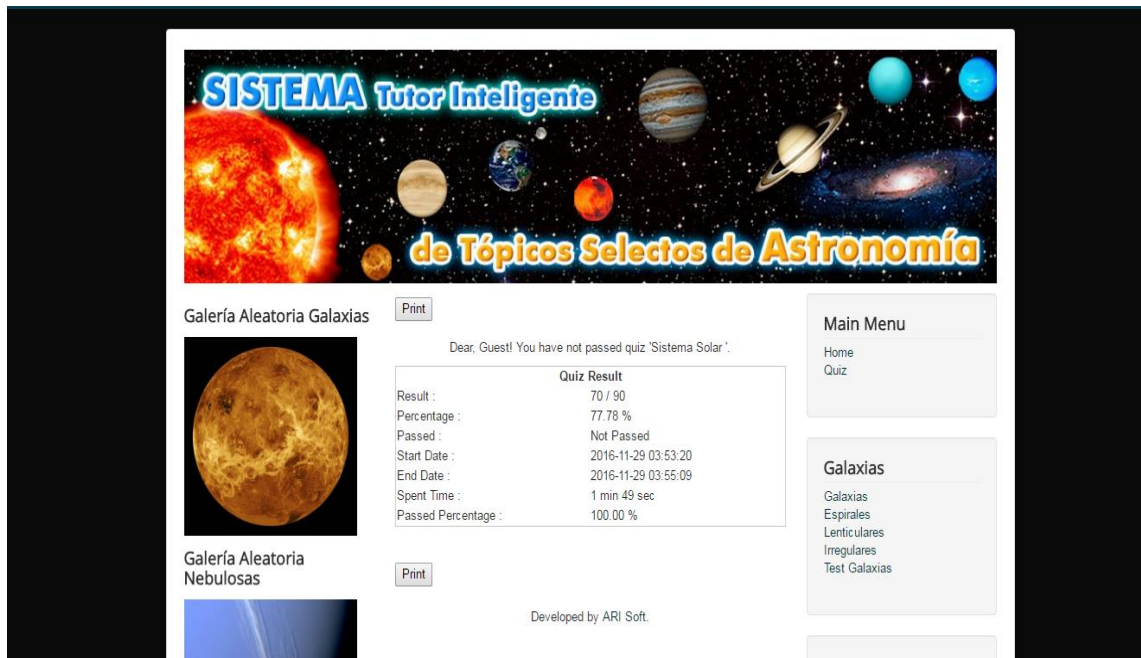 SISTEMA Tutor Inteligente
de Tópicos Selectos de Astronomía
Galería Aleatoria Galaxias
Galería Aleatoria
Nebulosas
Print
Dear, Guest! You have not passed quiz 'Sistema Solar '.
Quiz Result
Result : 70 / 90
Percentage : 77.78 %
Passed : Not Passed
Start Date : 2016-11-29 03:53:20
End Date : 2016-11-29 03:55:09
Spent Time : 1 min 49 sec
Passed Percentage : 100.00 %
Print
Developed by ARI Soft.
Main Menu
Home
Quiz
Galaxias
Galaxias
Espirales
Lenticulares
Irregulares
Test Galaxias